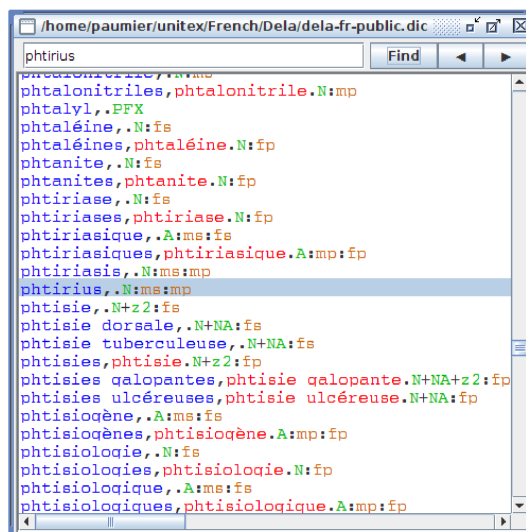 /home/paumier/unitex/French/Dela/dela-fr-public.dic
phtirius
Find
phtalonitrile,.N:ms
phtalonitriles,phtalonitrile.N:mp
phtalyl,.PFX
phtaléine,.N:fs
phtaléines,phtaléine.N:fp
phtanite,.N:fs
phtanites,phtanite.N:fp
phtiriase,.N:fs
phtiriases,phtiriase.N:fp
phtiriasique,.A:ms:fs
phtiriasiques,phtiriasique.A:mp:fp
phtiriasis,.N:ms:mp
phtirius,.N:ms:mp
phtisie,.N+z2:fs
phtisie dorsale,.N+NA:fs
phtisie tuberculeuse,.N+NA:fs
phtisies,phtisie.N+z2:fp
phtisies galopantes,phtisie galopante.N+NA+z2:fp
phtisies ulcéreuses,phtisie ulcéreuse.N+NA:fp
phtisiogène,.A:ms:fs
phtisiogènes,phtisiogène.A:mp:fp
phtisiologie,.N:fs
phtisiologies,phtisiologie.N:fp
phtisiologique,.A:ms:fs
phtisiologiques,phtisiologique.A:mp:fp